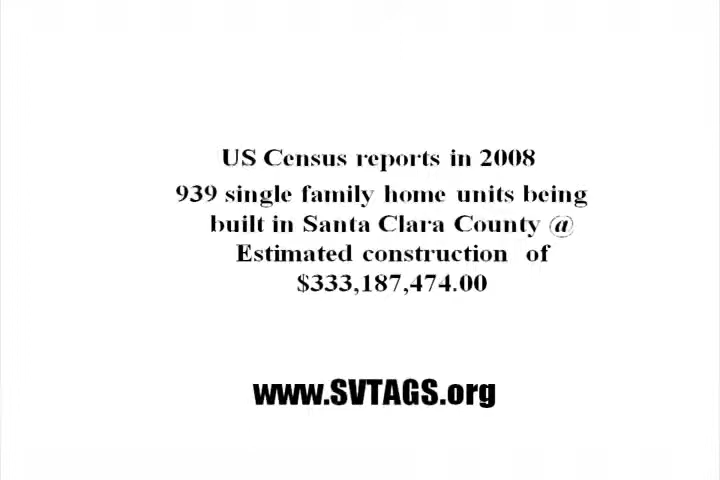 US Census reports in 2008
939 single family home units being
built in Santa Clara County @
Estimated construction of
$333,187,474.00
www.SVTAGS.org